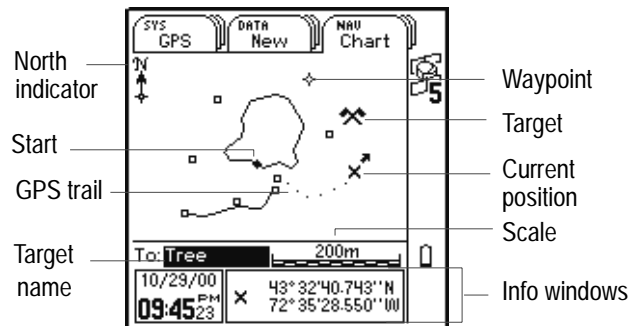 SYS
GPS
DATA
New
NAV
Chart
N
5
North
indicator
Start
GPS trail
Target
name
Waypoint
Target
Current
position
Scale
Info windows
To: Tree
200m
10/29/00
09:45 PM
23
43°32'40.743"N
72°35'28.550"W